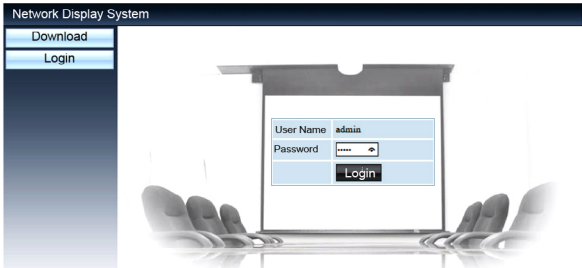 Network Display System
Download
Login
User Name admin
Password •••••
Login